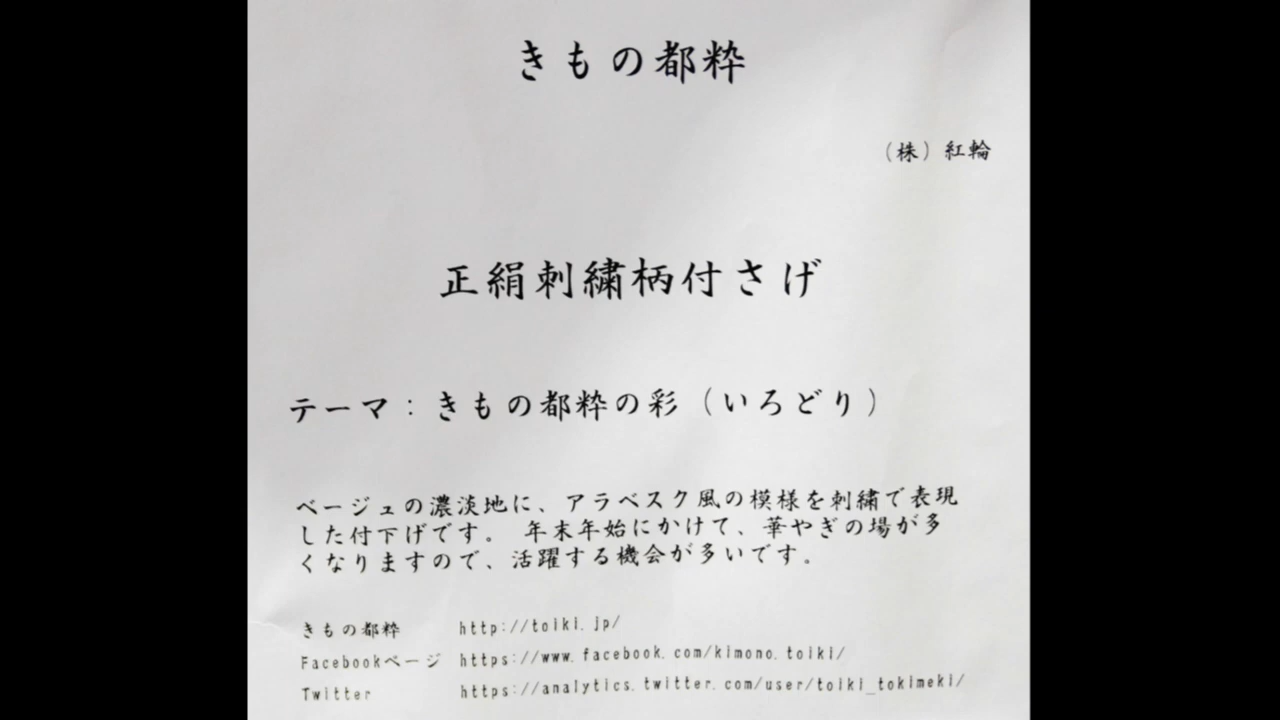 きもの都粋
（株）紅輪
正絹刺繍柄付さげ
テーマ：きもの都粋の彩（いろどり）
ベージュの濃淡地に、アラベスク風の模様を刺繍で表現
した付下げです。 年末年始にかけて、華やぎの場が多
くなりますので、活躍する機会が多いです。
きもの都粋 http://toiki.jp/
Facebookページ https://www.facebook.com/kimono.toiki/
Twitter https://analytics.twitter.com/user/toiki_tokimeki/